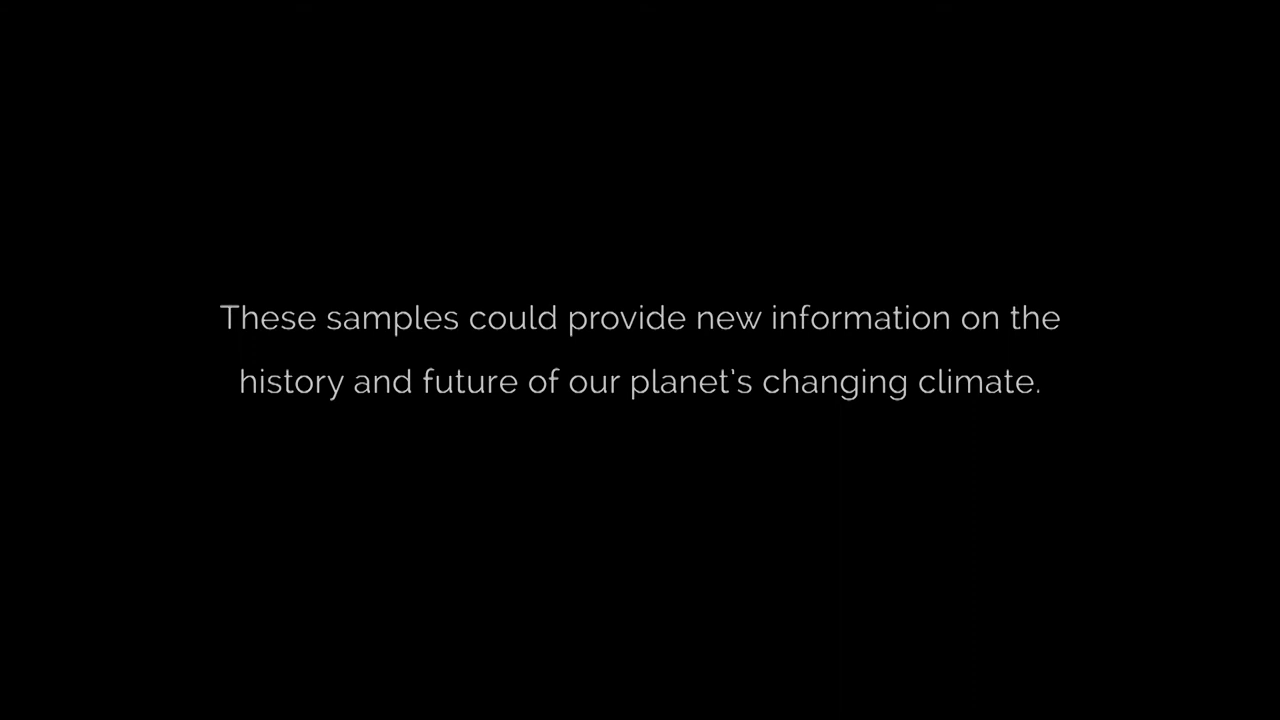 These samples could provide new information on the
history and future of our planet's changing climate.